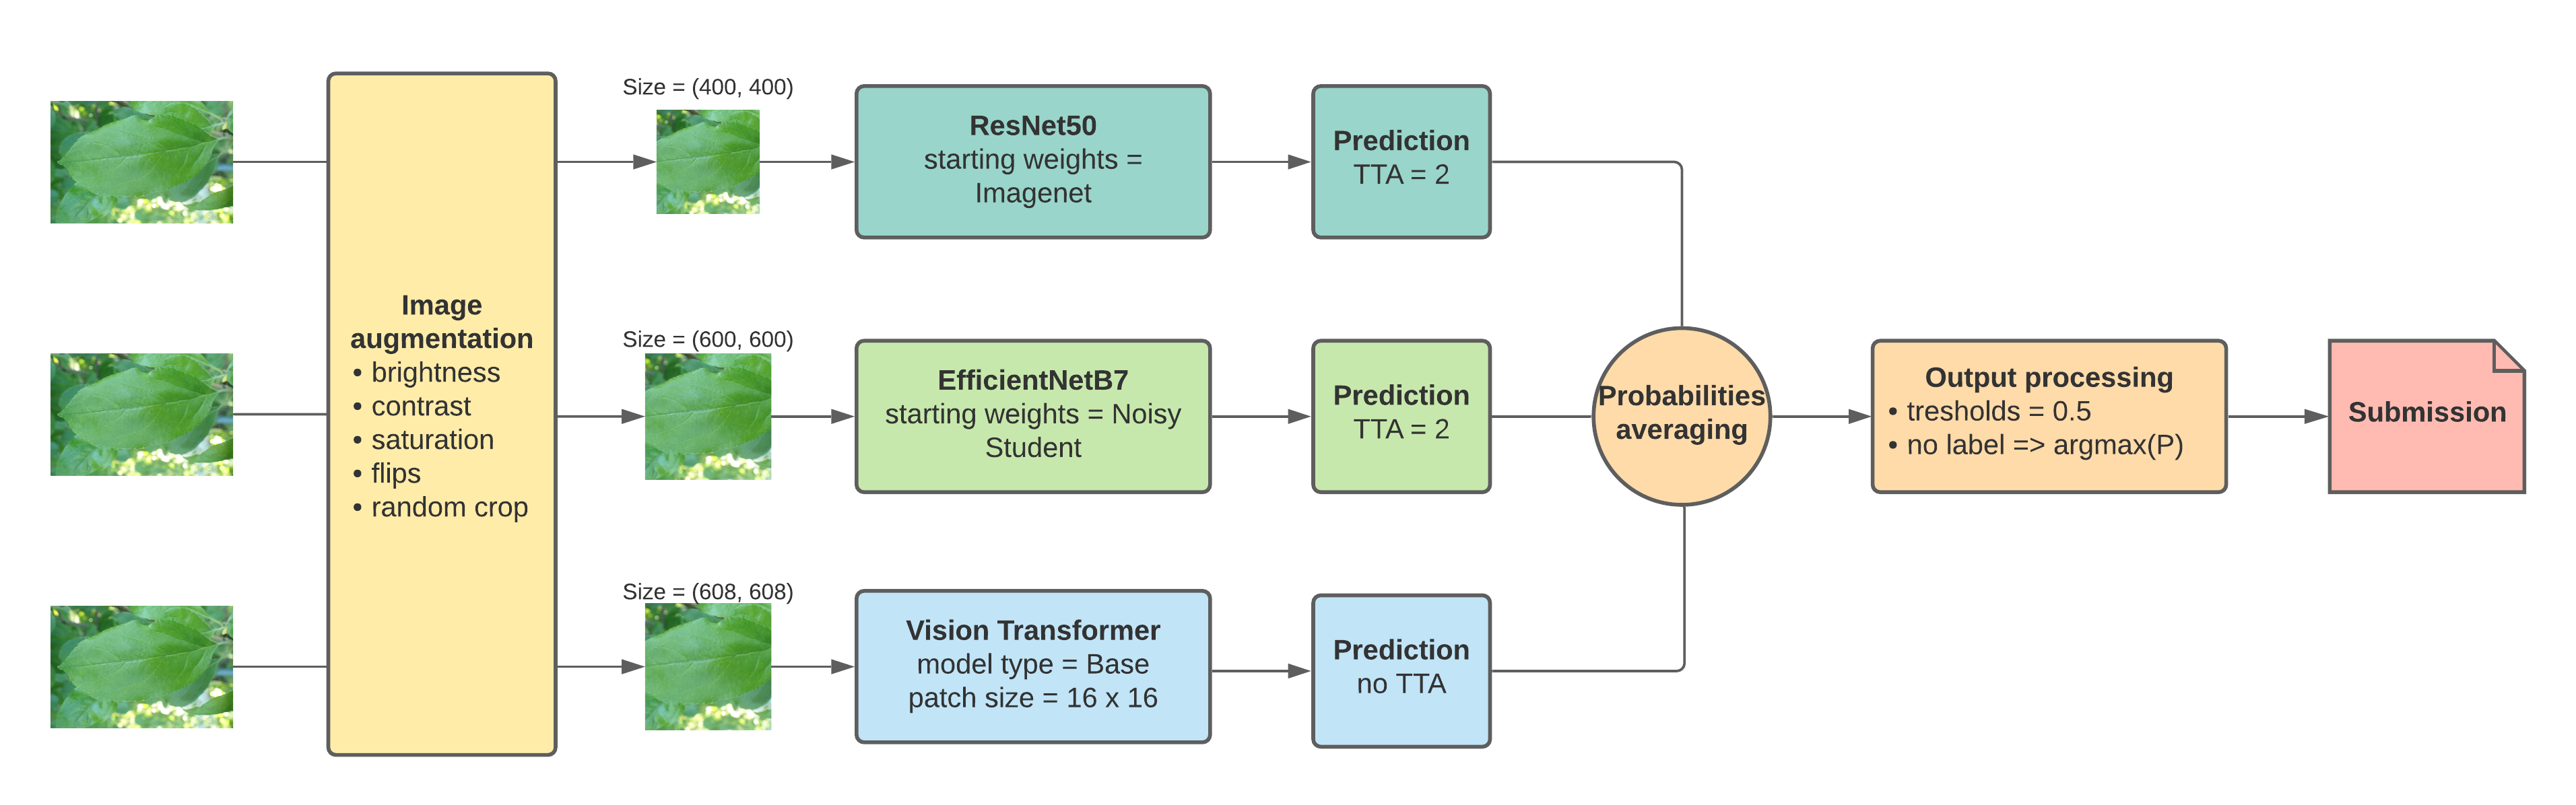 Image
augmentation
• brightness
• contrast
• saturation
• flips
• random crop
Size = (400, 400)
ResNet50
starting weights =
Imagenet
Prediction
TTA = 2
Size = (600, 600)
EfficientNetB7
starting weights = Noisy
Student
Prediction
TTA = 2
Size = (608, 608)
Vision Transformer
model type = Base
patch size = 16 x 16
Prediction
no TTA
Probabilities
averaging
Output processing
• tresholds = 0.5
• no label => argmax(P)
Submission